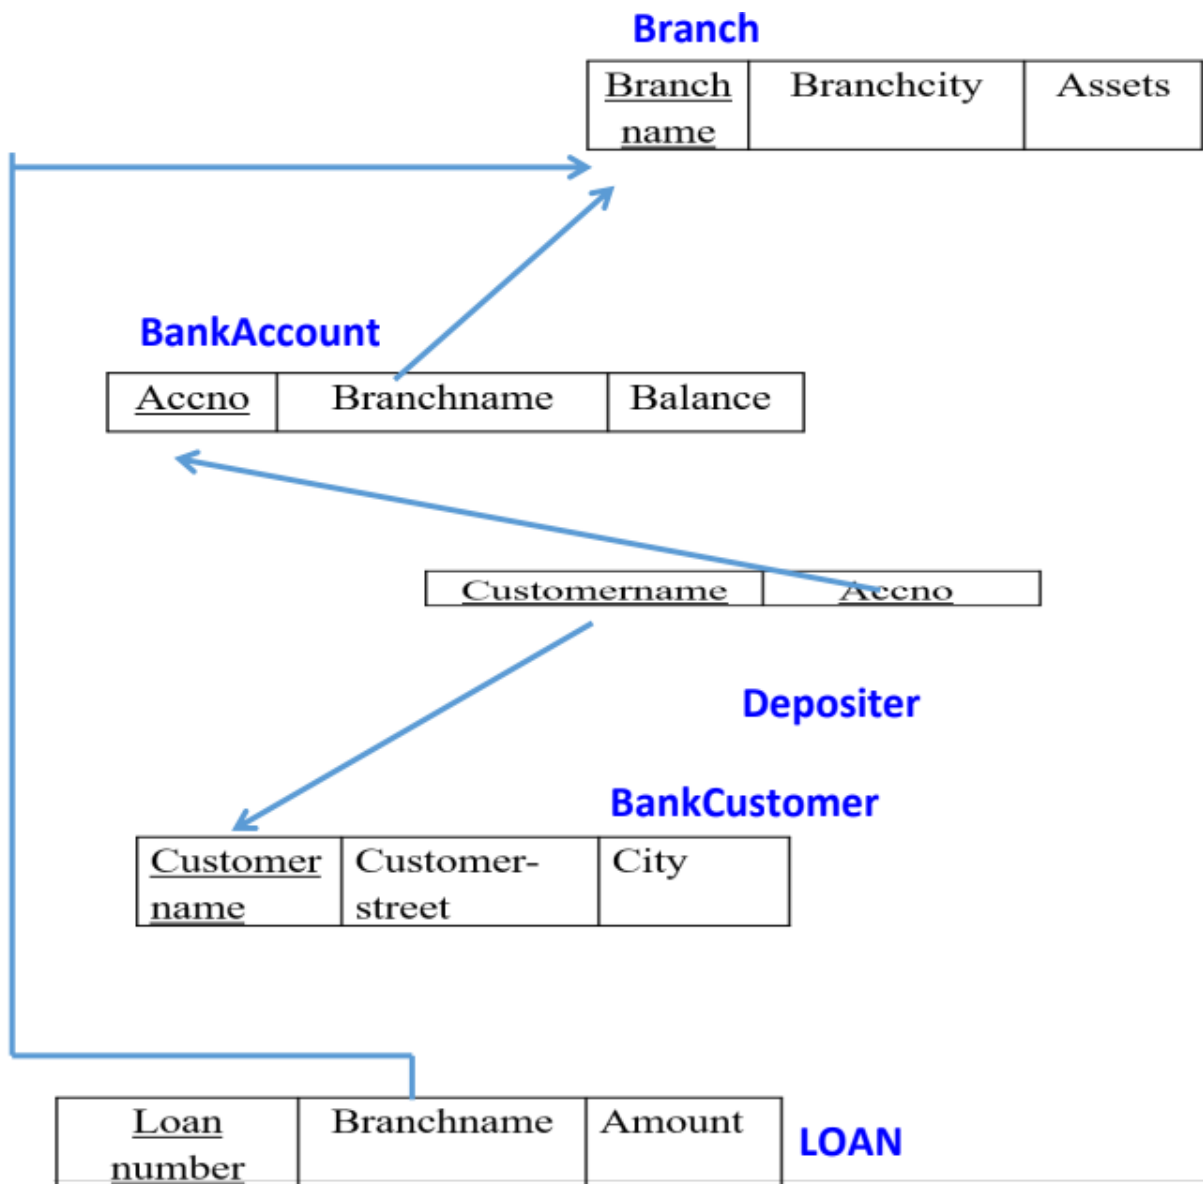 Branch
Branch Branchcity Assets
name
BankAccount
Accno Branchname Balance
Customername Accno
Depositer
BankCustomer
Customer Customer- City
name street
Loan Branchname Amount
number
LOAN